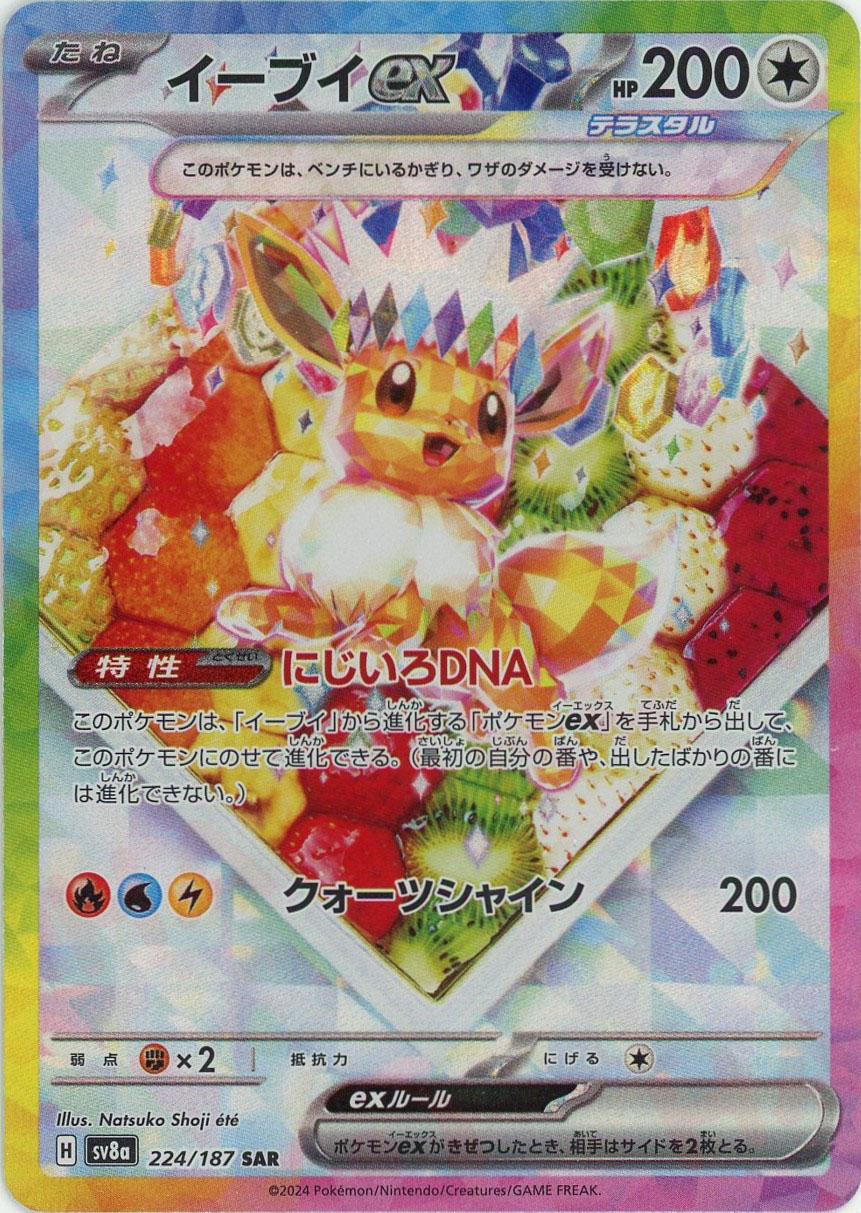 たね
イーブイex
HP200
テラスタル
このポケモンは、ベンチにいるかぎり、ワザのダメージを受けない。
特性 とくせい にじいろDNA
このポケモンは、「イーブイ」から進化する「ポケモンex」を手札から出して、
このポケモンにのせて進化できる。（最初の自分の番や、出したばかりの番に
は進化できない。）
クォーツシャイン 200
弱点 ×2 抵抗力 にげる
exルール
ポケモンexがきぜつしたとき、相手はサイドを2枚とる。
Illus. Natsuko Shoji été
H sv8a 224/187 SAR
©2024 Pokémon/Nintendo/Creatures/GAME FREAK.